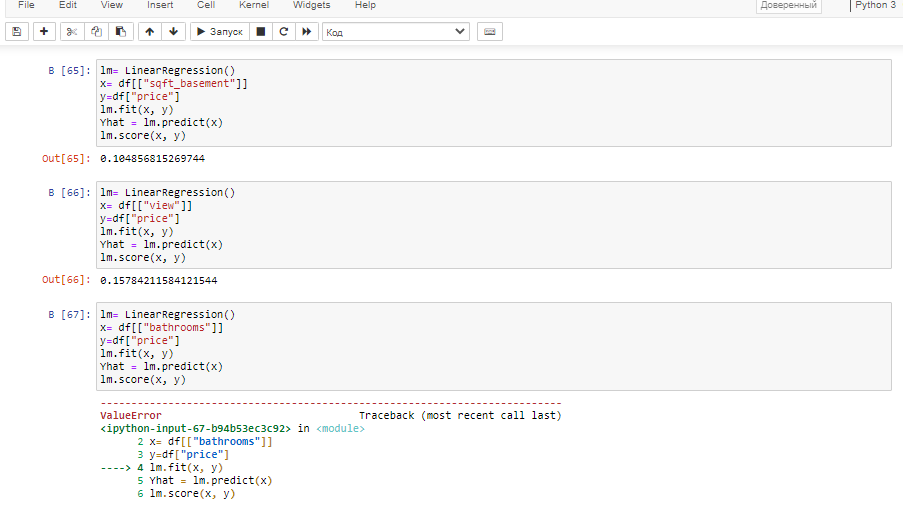 File Edit View Insert Cell Kernel Widgets Help Доверенный Python 3
Запуск Код
В [65]: lm= LinearRegression()
x= df[["sqft_basement"]]
y=df["price"]
lm.fit(x, y)
Yhat = lm.predict(x)
lm.score(x, y)
Out[65]: 0.104856815269744
В [66]: lm= LinearRegression()
x= df[["view"]]
y=df["price"]
lm.fit(x, y)
Yhat = lm.predict(x)
lm.score(x, y)
Out[66]: 0.15784211584121544
В [67]: lm= LinearRegression()
x= df[["bathrooms"]]
y=df["price"]
lm.fit(x, y)
Yhat = lm.predict(x)
lm.score(x, y)
---------------------------------------------------------------------------
ValueError Traceback (most recent call last)
<ipython-input-67-b94b53ec3c92> in <module>
2 x= df[["bathrooms"]]
3 y=df["price"]
----> 4 lm.fit(x, y)
5 Yhat = lm.predict(x)
6 lm.score(x, y)